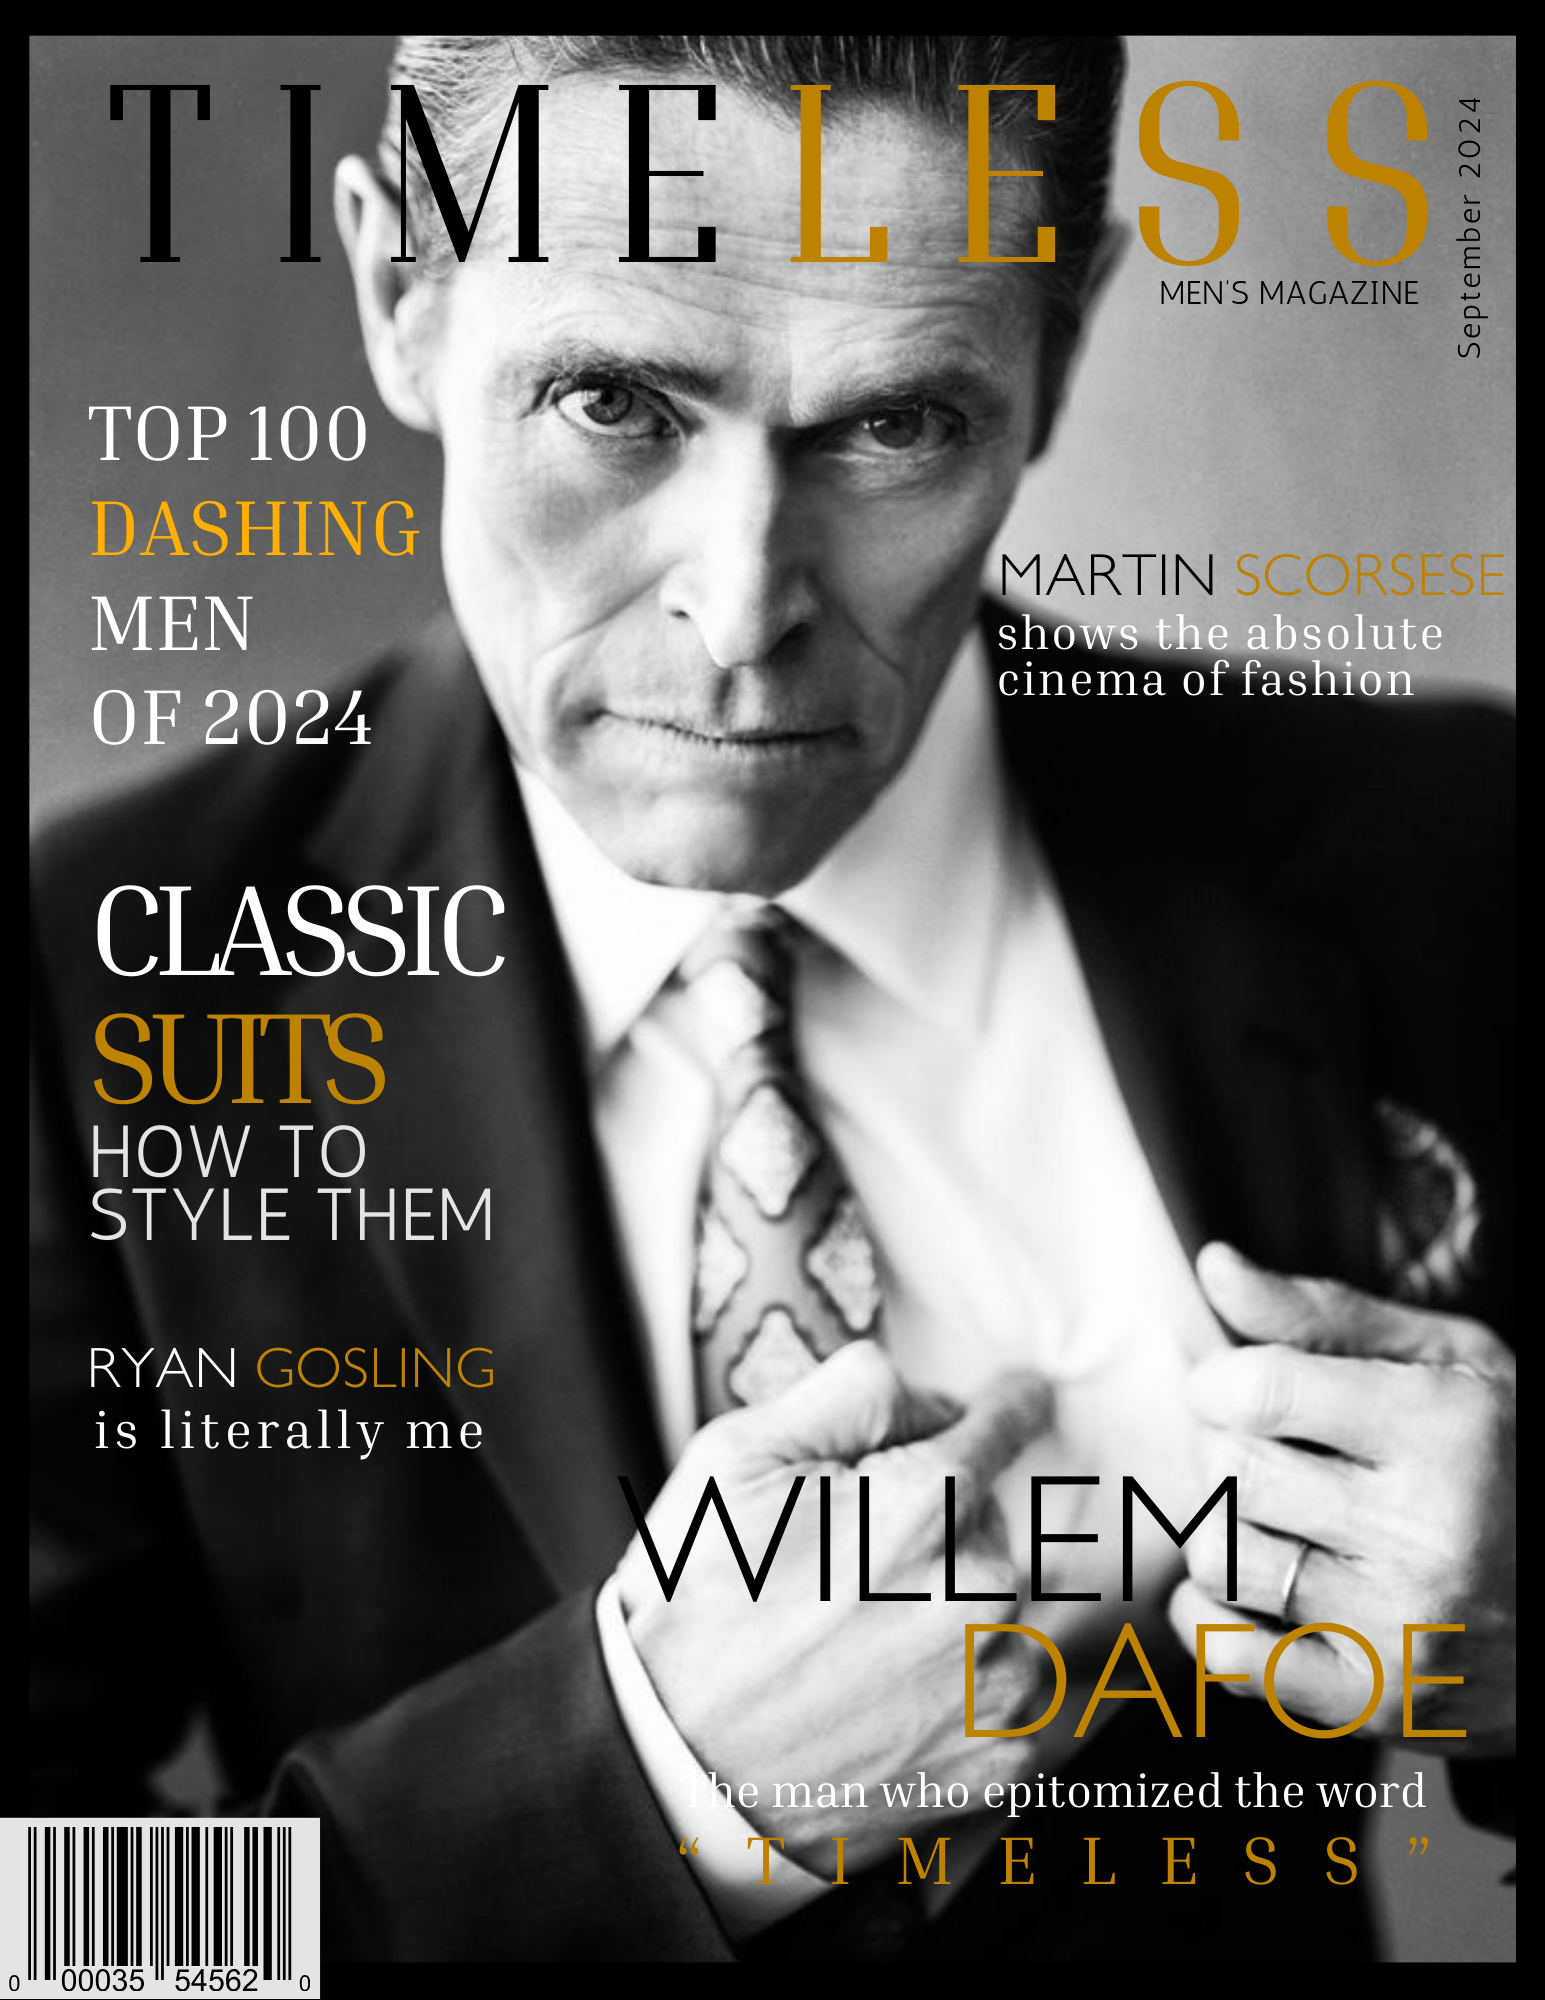 TIMELESS
MEN'S MAGAZINE
September 2024
TOP 100
DASHING
MEN
OF 2024
MARTIN SCORSESE
shows the absolute
cinema of fashion
CLASSIC
SUITS
HOW TO
STYLE THEM
RYAN GOSLING
is literally me
WILLEM
DAFOE
The man who epitomized the word
“TIMELESS”
0 00035 54562 0